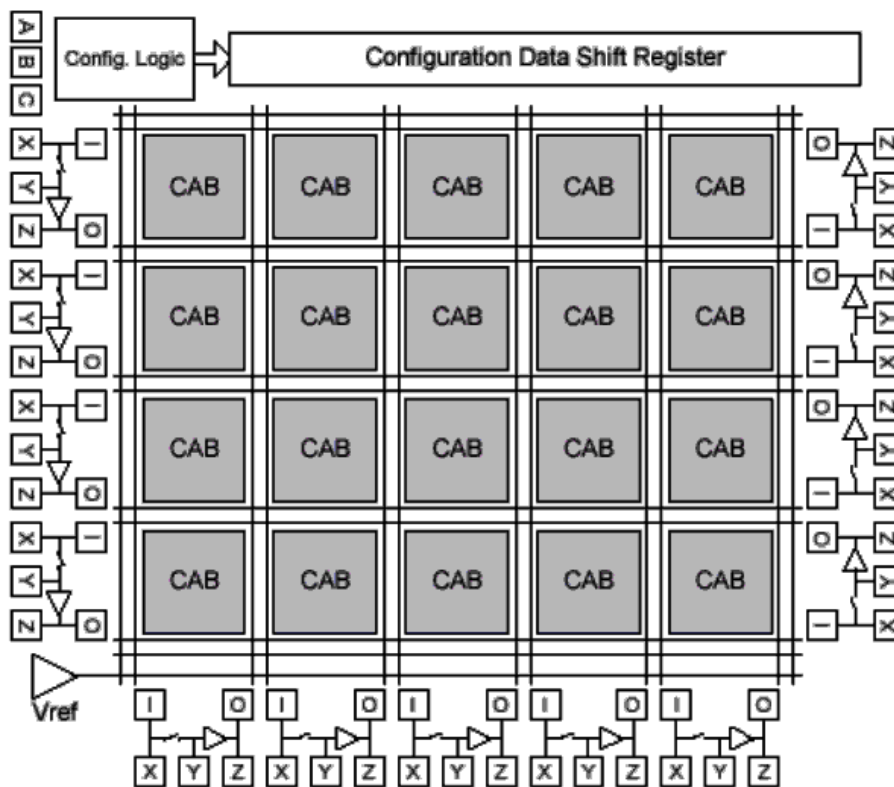 A
Config. Logic
Configuration Data Shift Register
B
C
X I CAB CAB CAB CAB CAB O Z
Y Y
Z O I X
X I CAB CAB CAB CAB CAB O Z
Y Y
Z O I X
X I CAB CAB CAB CAB CAB O Z
Y Y
Z O I X
X I CAB CAB CAB CAB CAB O Z
Y Y
Z O I X
Vref
I O I O I O I O I O
X Y Z X Y Z X Y Z X Y Z X Y Z